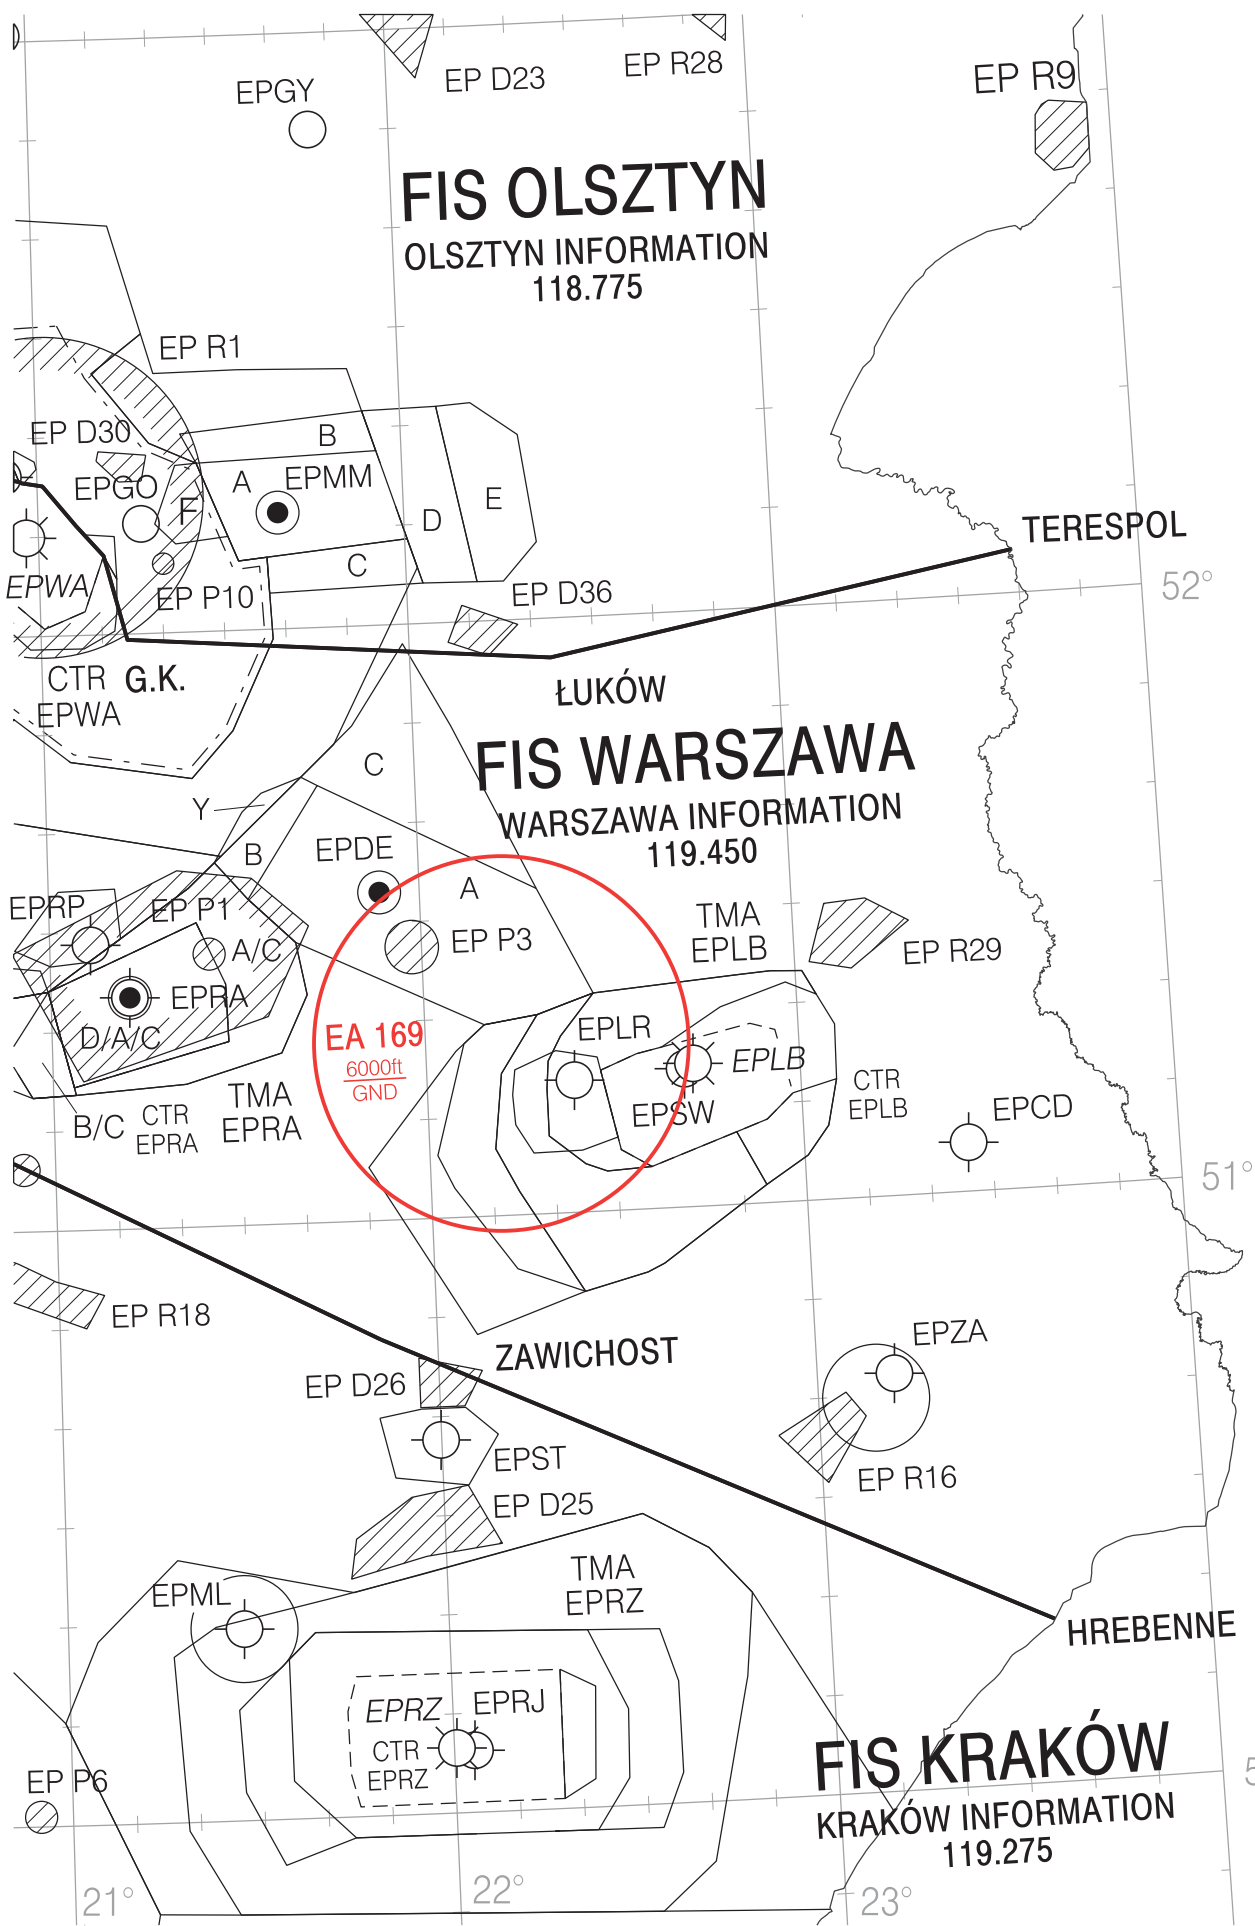 EP R9
EP R28
EP D23
EPGY
FIS OLSZTYN
OLSZTYN INFORMATION
118.775
EP R1
EP D30
B
A
EPMM
EPGO
F
D
E
TERESPOL
C
EPWA
EP P10
EP D36
52°
CTR
EPWA
G.K.
ŁUKÓW
FIS WARSZAWA
WARSZAWA INFORMATION
119.450
C
Y
B
EPDE
A
EPRP
EP P1
A/C
EP P3
TMA
EPLB
EP R29
EPRA
D/A/C
EA 169
6000ft
GND
EPLR
EPLB
EPSW
CTR
EPLB
EPCD
TMA
EPRA
B/C
CTR
EPRA
51°
EP R18
ZAWICHOST
EPZA
EP D26
EPST
EP R16
EP D25
TMA
EPRZ
EPML
HREBENNE
EPRZ
EPRJ
CTR
EPRZ
FIS KRAKÓW
KRAKÓW INFORMATION
119.275
EP P6
21°
22°
23°